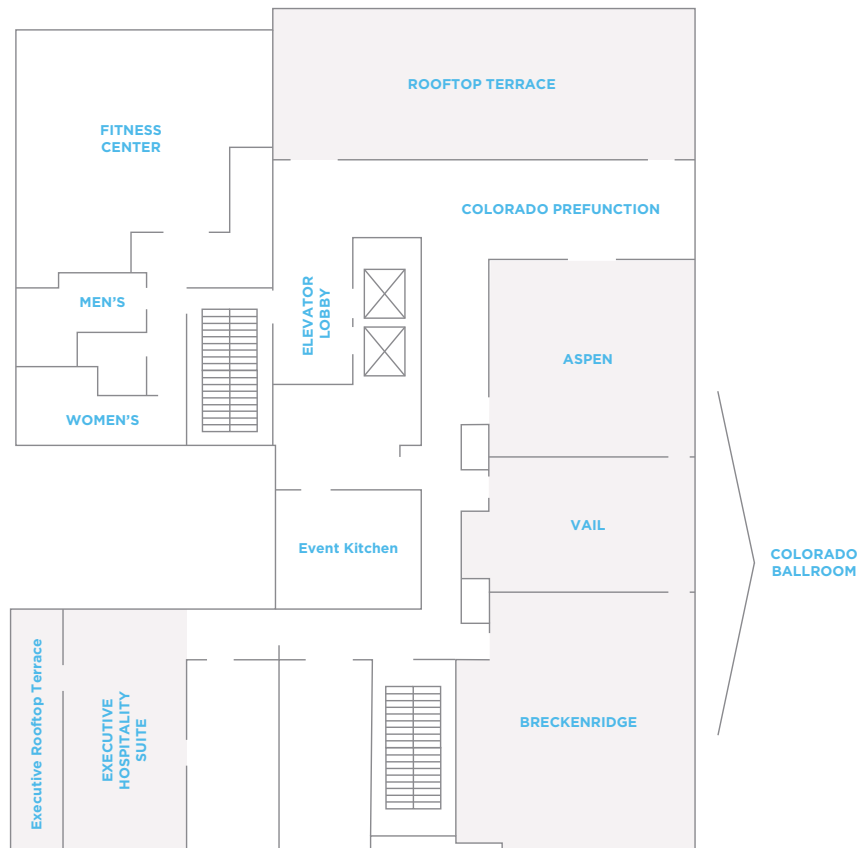 ROOFTOP TERRACE
FITNESS
CENTER
COLORADO PREFUNCTION
MEN'S
ELEVATOR
LOBBY
ASPEN
WOMEN'S
VAIL
Event Kitchen
COLORADO
BALLROOM
Executive Rooftop Terrace
EXECUTIVE
HOSPITALITY
SUITE
BRECKENRIDGE